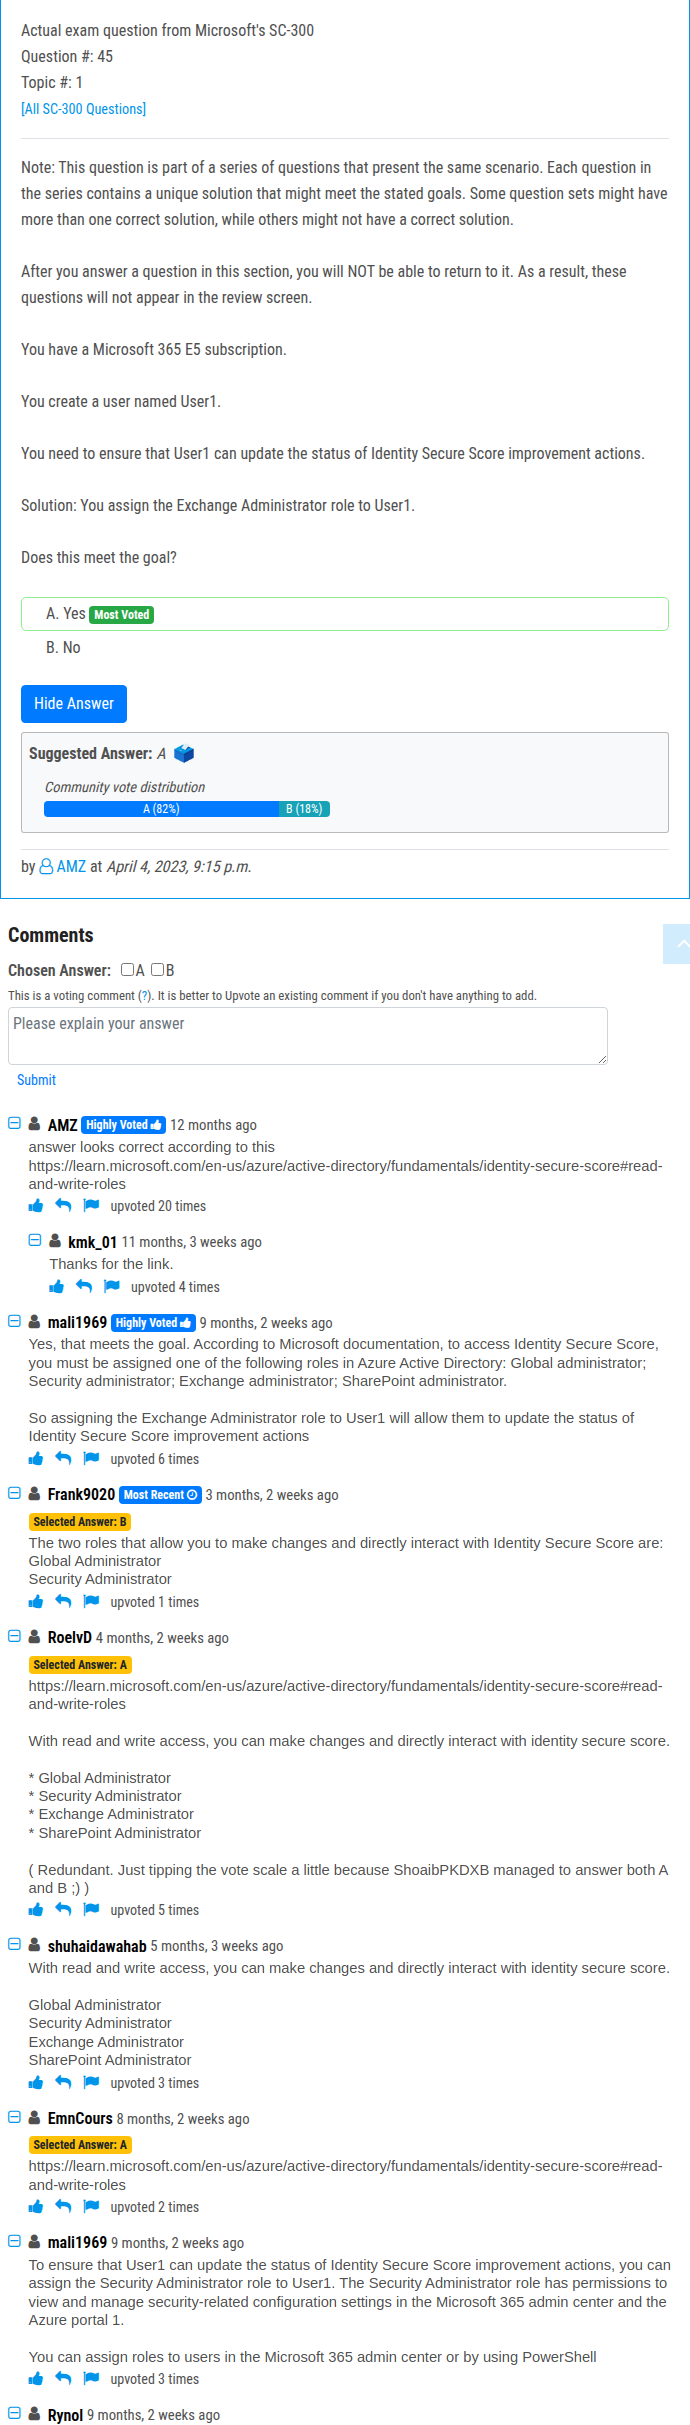 Actual exam question from Microsoft's SC-300
Question #: 45
Topic #: 1
[All SC-300 Questions]
Note: This question is part of a series of questions that present the same scenario. Each question in
the series contains a unique solution that might meet the stated goals. Some question sets might have
more than one correct solution, while others might not have a correct solution.
After you answer a question in this section, you will NOT be able to return to it. As a result, these
questions will not appear in the review screen.
You have a Microsoft 365 E5 subscription.
You create a user named User1.
You need to ensure that User1 can update the status of Identity Secure Score improvement actions.
Solution: You assign the Exchange Administrator role to User1.
Does this meet the goal?
A. Yes Most Voted
B. No
Hide Answer
Suggested Answer: A
Community vote distribution
A (82%) B (18%)
by AMZ at April 4, 2023, 9:15 p.m.
Comments
Chosen Answer: A B
This is a voting comment (?). It is better to Upvote an existing comment if you don't have anything to add.
Please explain your answer
Submit
AMZ Highly Voted 12 months ago
answer looks correct according to this
https://learn.microsoft.com/en-us/azure/active-directory/fundamentals/identity-secure-score#read-
and-write-roles
upvoted 20 times
kmk_01 11 months, 3 weeks ago
Thanks for the link.
upvoted 4 times
mali1969 Highly Voted 9 months, 2 weeks ago
Yes, that meets the goal. According to Microsoft documentation, to access Identity Secure Score,
you must be assigned one of the following roles in Azure Active Directory: Global administrator;
Security administrator; Exchange administrator; SharePoint administrator.
So assigning the Exchange Administrator role to User1 will allow them to update the status of
Identity Secure Score improvement actions
upvoted 6 times
Frank9020 Most Recent 3 months, 2 weeks ago
Selected Answer: B
The two roles that allow you to make changes and directly interact with Identity Secure Score are:
Global Administrator
Security Administrator
upvoted 1 times
RoelvD 4 months, 2 weeks ago
Selected Answer: A
https://learn.microsoft.com/en-us/azure/active-directory/fundamentals/identity-secure-score#read-
and-write-roles
With read and write access, you can make changes and directly interact with identity secure score.
* Global Administrator
* Security Administrator
* Exchange Administrator
* SharePoint Administrator
( Redundant. Just tipping the vote scale a little because ShoaibPKDXB managed to answer both A
and B ;) )
upvoted 5 times
shuhaidawahab 5 months, 3 weeks ago
With read and write access, you can make changes and directly interact with identity secure score.
Global Administrator
Security Administrator
Exchange Administrator
SharePoint Administrator
upvoted 3 times
EmnCours 8 months, 2 weeks ago
Selected Answer: A
https://learn.microsoft.com/en-us/azure/active-directory/fundamentals/identity-secure-score#read-
and-write-roles
upvoted 2 times
mali1969 9 months, 2 weeks ago
To ensure that User1 can update the status of Identity Secure Score improvement actions, you can
assign the Security Administrator role to User1. The Security Administrator role has permissions to
view and manage security-related configuration settings in the Microsoft 365 admin center and the
Azure portal 1.
You can assign roles to users in the Microsoft 365 admin center or by using PowerShell
upvoted 3 times
Rynol 9 months, 2 weeks ago